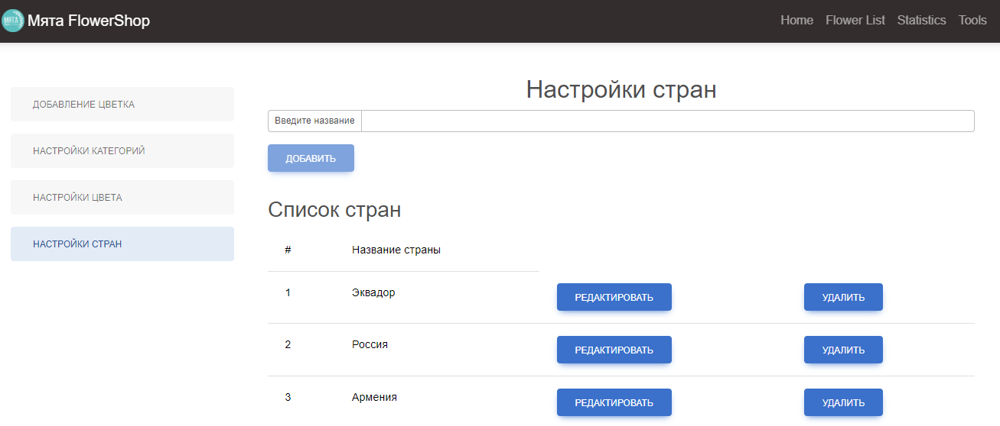 МЯТА
Мята FlowerShop
Home Flower List Statistics Tools
ДОБАВЛЕНИЕ ЦВЕТКА
НАСТРОЙКИ КАТЕГОРИЙ
НАСТРОЙКИ ЦВЕТА
НАСТРОЙКИ СТРАН
Настройки стран
Введите название
ДОБАВИТЬ
Список стран
# Название страны
1 Эквадор РЕДАКТИРОВАТЬ УДАЛИТЬ
2 Россия РЕДАКТИРОВАТЬ УДАЛИТЬ
3 Армения РЕДАКТИРОВАТЬ УДАЛИТЬ